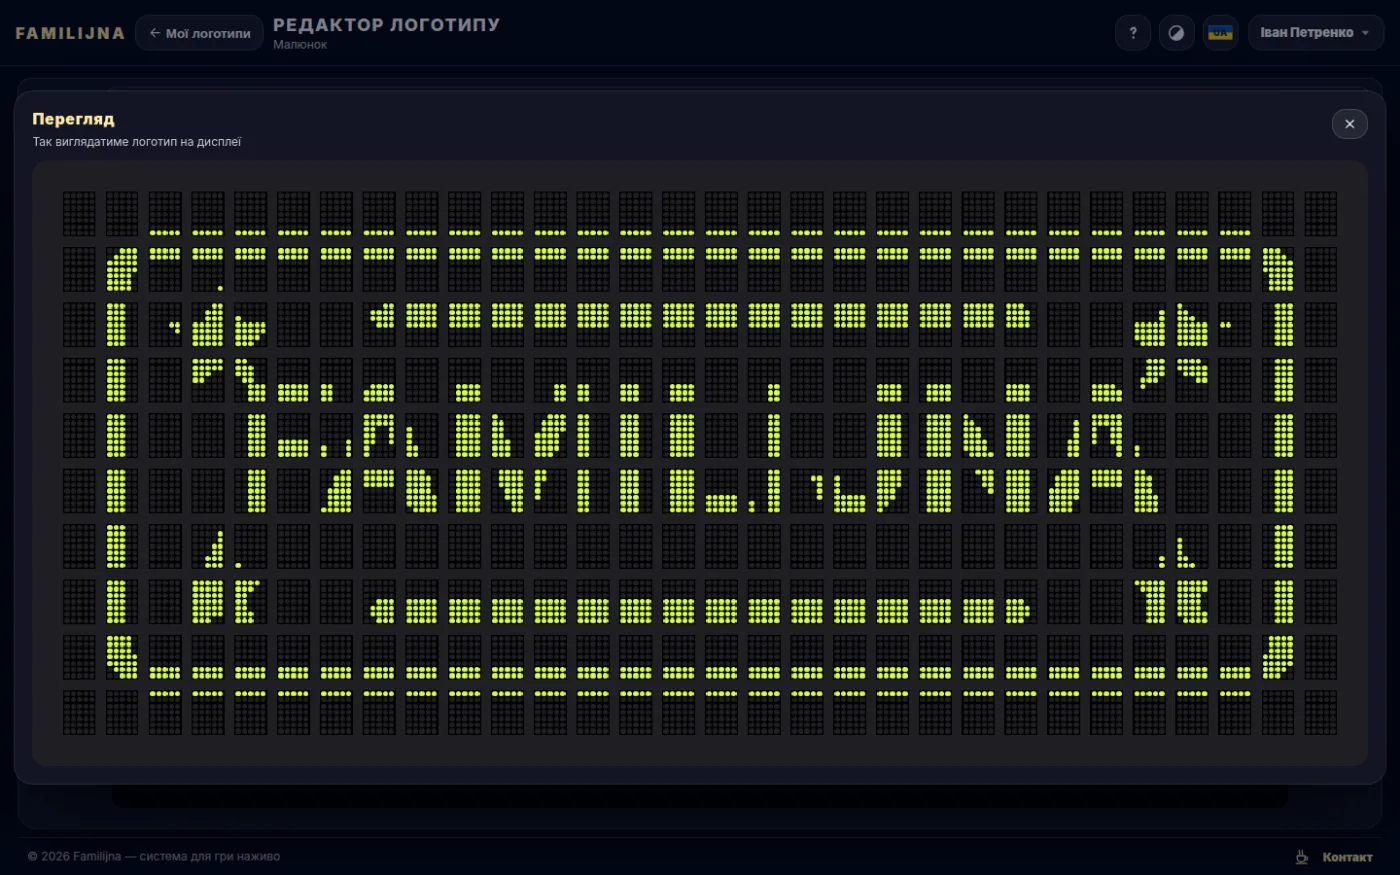 FAMILIJNA
← Мої логотипи
РЕДАКТОР ЛОГОТИПУ
Малюнок
?
UA
Іван Петренко
Перегляд
Так виглядатиме логотип на дисплеї
×
FAMILIJNA
© 2026 Familijna — система для гри наживо
Контакт